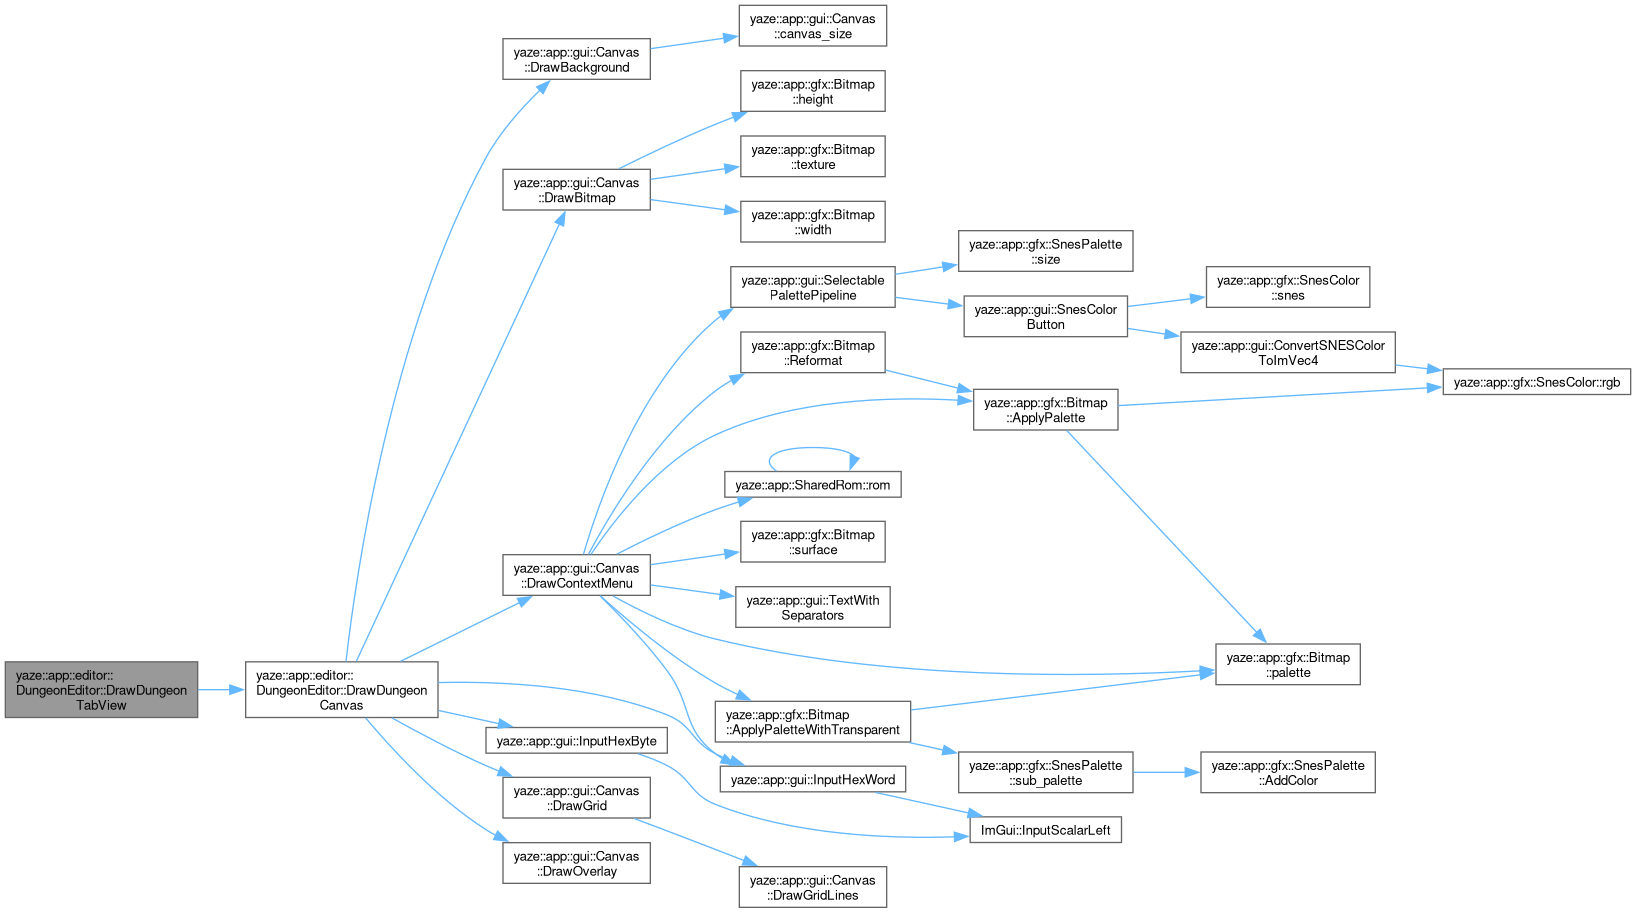 yaze::app::editor::
DungeonEditor::DrawDungeon
TabView
yaze::app::editor::
DungeonEditor::DrawDungeon
Canvas
yaze::app::gui::Canvas
::DrawBackground
yaze::app::gui::Canvas
::canvas_size
yaze::app::gui::Canvas
::DrawBitmap
yaze::app::gfx::Bitmap
::height
yaze::app::gfx::Bitmap
::texture
yaze::app::gfx::Bitmap
::width
yaze::app::gui::Canvas
::DrawContextMenu
yaze::app::gui::Selectable
PalettePipeline
yaze::app::gfx::SnesPalette
::size
yaze::app::gui::SnesColor
Button
yaze::app::gfx::SnesColor
::snes
yaze::app::gui::ConvertSNESColor
ToImVec4
yaze::app::gfx::SnesColor::rgb
yaze::app::gfx::Bitmap
::Reformat
yaze::app::gfx::Bitmap
::ApplyPalette
yaze::app::SharedRom::rom
yaze::app::gfx::Bitmap
::surface
yaze::app::gui::TextWith
Separators
yaze::app::gfx::Bitmap
::palette
yaze::app::gfx::Bitmap
::ApplyPaletteWithTransparent
yaze::app::gfx::SnesPalette
::sub_palette
yaze::app::gfx::SnesPalette
::AddColor
yaze::app::gui::InputHexByte
yaze::app::gui::InputHexWord
ImGui::InputScalarLeft
yaze::app::gui::Canvas
::DrawGrid
yaze::app::gui::Canvas
::DrawGridLines
yaze::app::gui::Canvas
::DrawOverlay